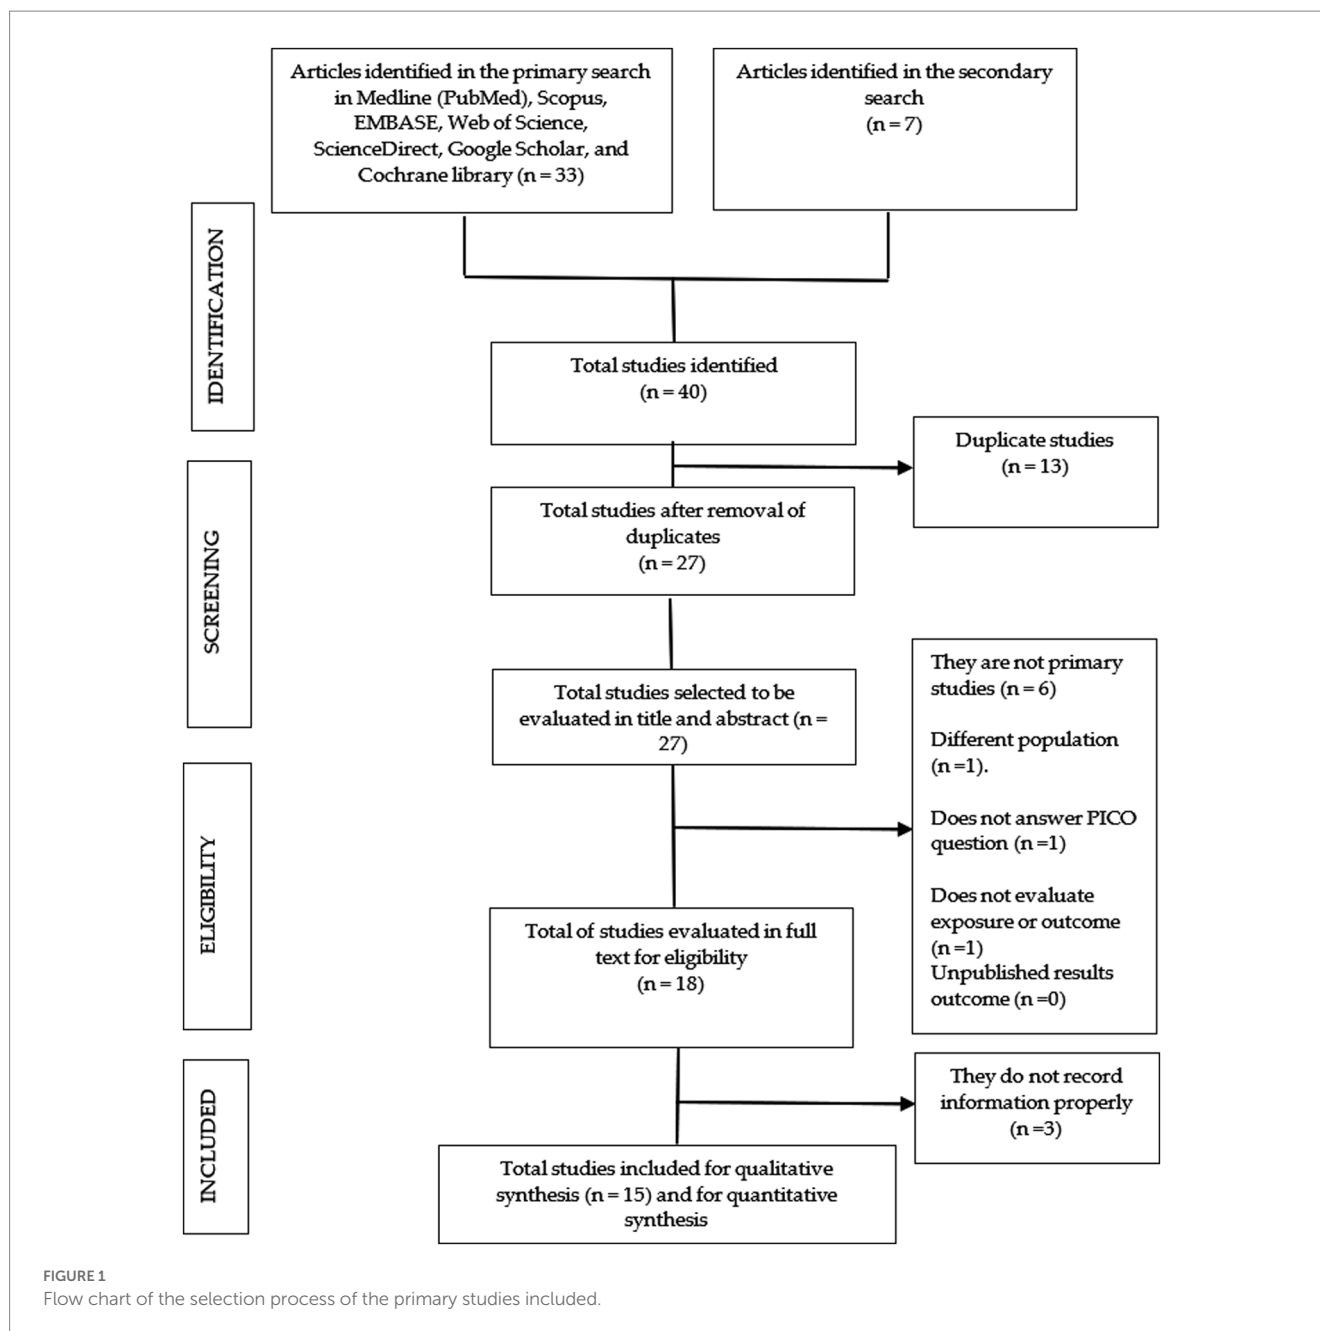 Articles identified in the primary search
in Medline (PubMed), Scopus,
EMBASE, Web of Science,
ScienceDirect, Google Scholar, and
Cochrane library (n = 33)
Articles identified in the secondary
search
(n = 7)
IDENTIFICATION
Total studies identified
(n = 40)
Duplicate studies
(n = 13)
SCREENING
Total studies after removal of
duplicates
(n = 27)
Total studies selected to be
evaluated in title and abstract (n =
27)
They are not primary
studies (n = 6)
Different population
(n =1).
Does not answer PICO
question (n =1)
Does not evaluate
exposure or outcome
(n =1)
Unpublished results
outcome (n =0)
ELIGIBILITY
Total of studies evaluated in full
text for eligibility
(n = 18)
INCLUDED
They do not record
information properly
(n =3)
Total studies included for qualitative
synthesis (n = 15) and for quantitative
synthesis
FIGURE 1
Flow chart of the selection process of the primary studies included.